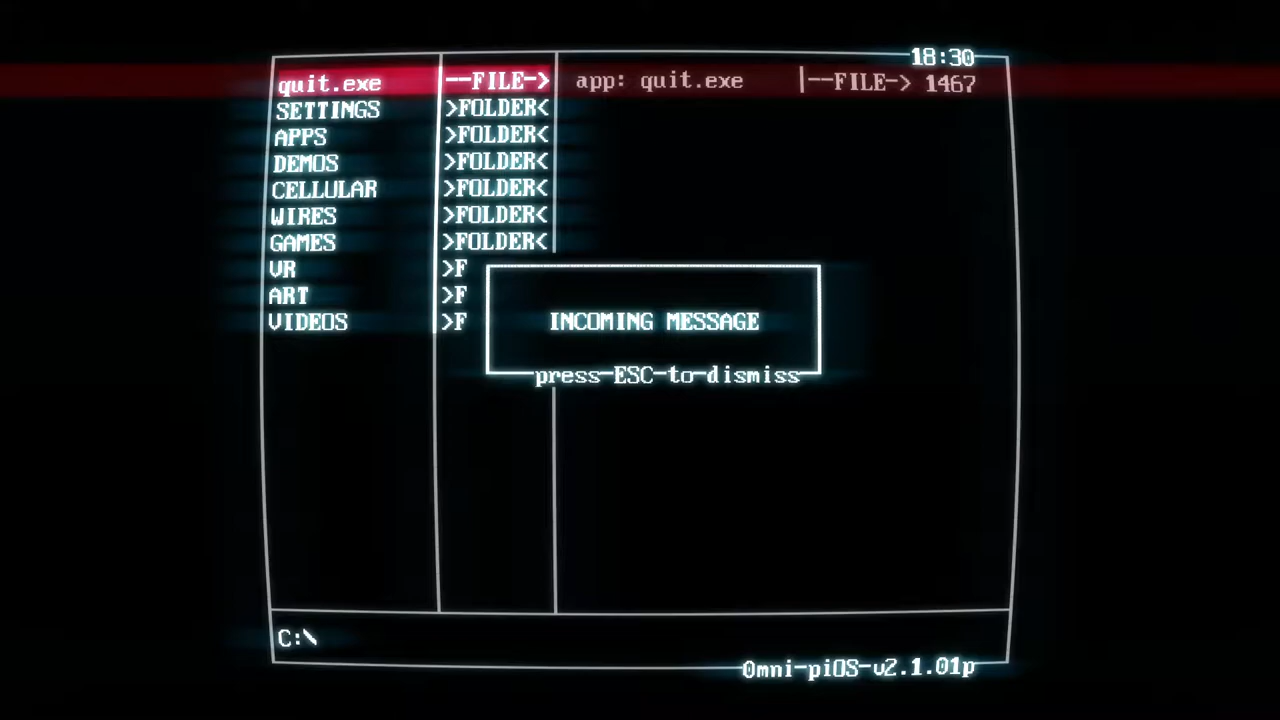 18:30
quit.exe --FILE-> app: quit.exe |--FILE-> 1467
SETTINGS >FOLDER<
APPS >FOLDER<
DEMOS >FOLDER<
CELLULAR >FOLDER<
WIRES >FOLDER<
GAMES >FOLDER<
VR >F
ART >F
VIDEOS >F
INCOMING MESSAGE
press-ESC-to-dismiss
C:\
0mni-piOS-v2.1.01p